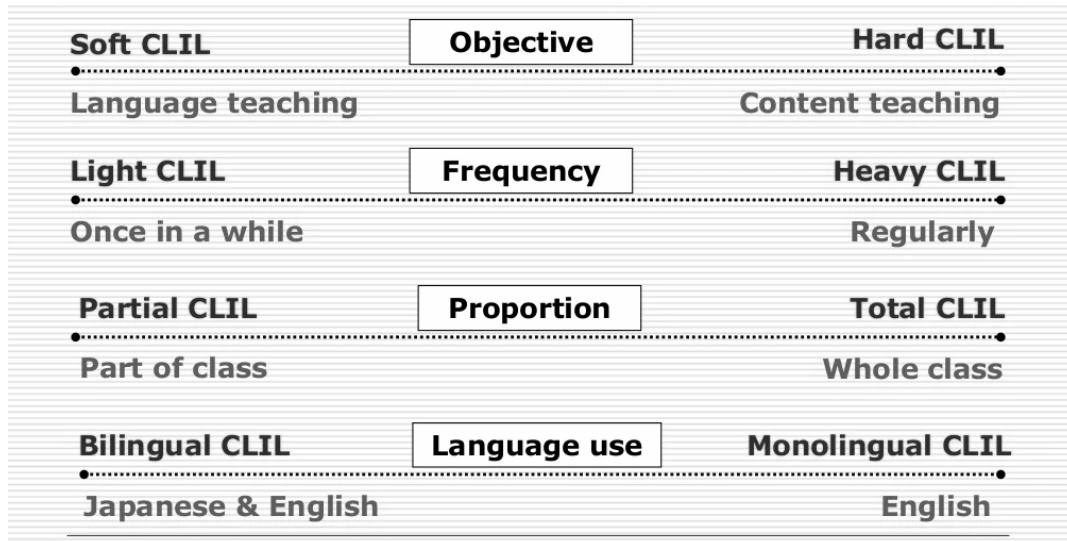 Soft CLIL Objective Hard CLIL
Language teaching Content teaching
Light CLIL Frequency Heavy CLIL
Once in a while Regularly
Partial CLIL Proportion Total CLIL
Part of class Whole class
Bilingual CLIL Language use Monolingual CLIL
Japanese & English English